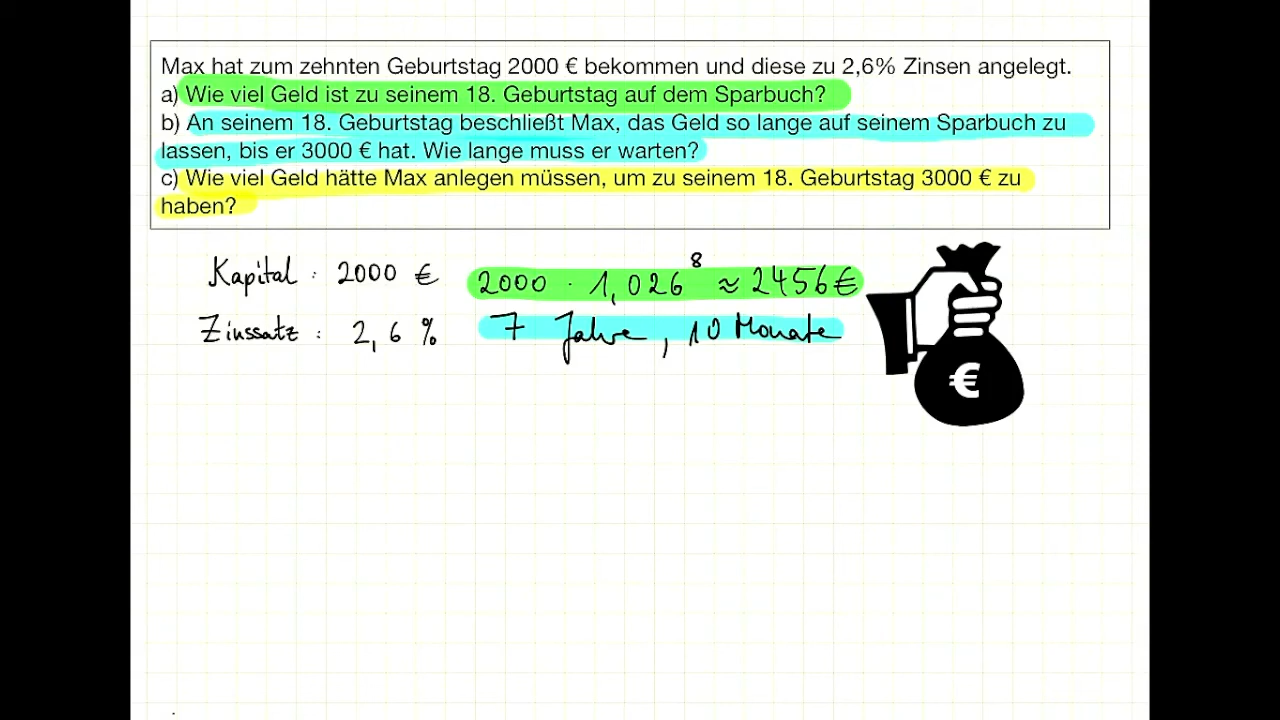 Max hat zum zehnten Geburtstag 2000 € bekommen und diese zu 2,6% Zinsen angelegt.
a) Wie viel Geld ist zu seinem 18. Geburtstag auf dem Sparbuch?
b) An seinem 18. Geburtstag beschließt Max, das Geld so lange auf seinem Sparbuch zu
lassen, bis er 3000 € hat. Wie lange muss er warten?
c) Wie viel Geld hätte Max anlegen müssen, um zu seinem 18. Geburtstag 3000 € zu
haben?
Kapital : 2000 €
2000 · 1,026⁸ ≈ 2456€
Zinssatz : 2,6 %
7 Jahre, 10 Monate
€